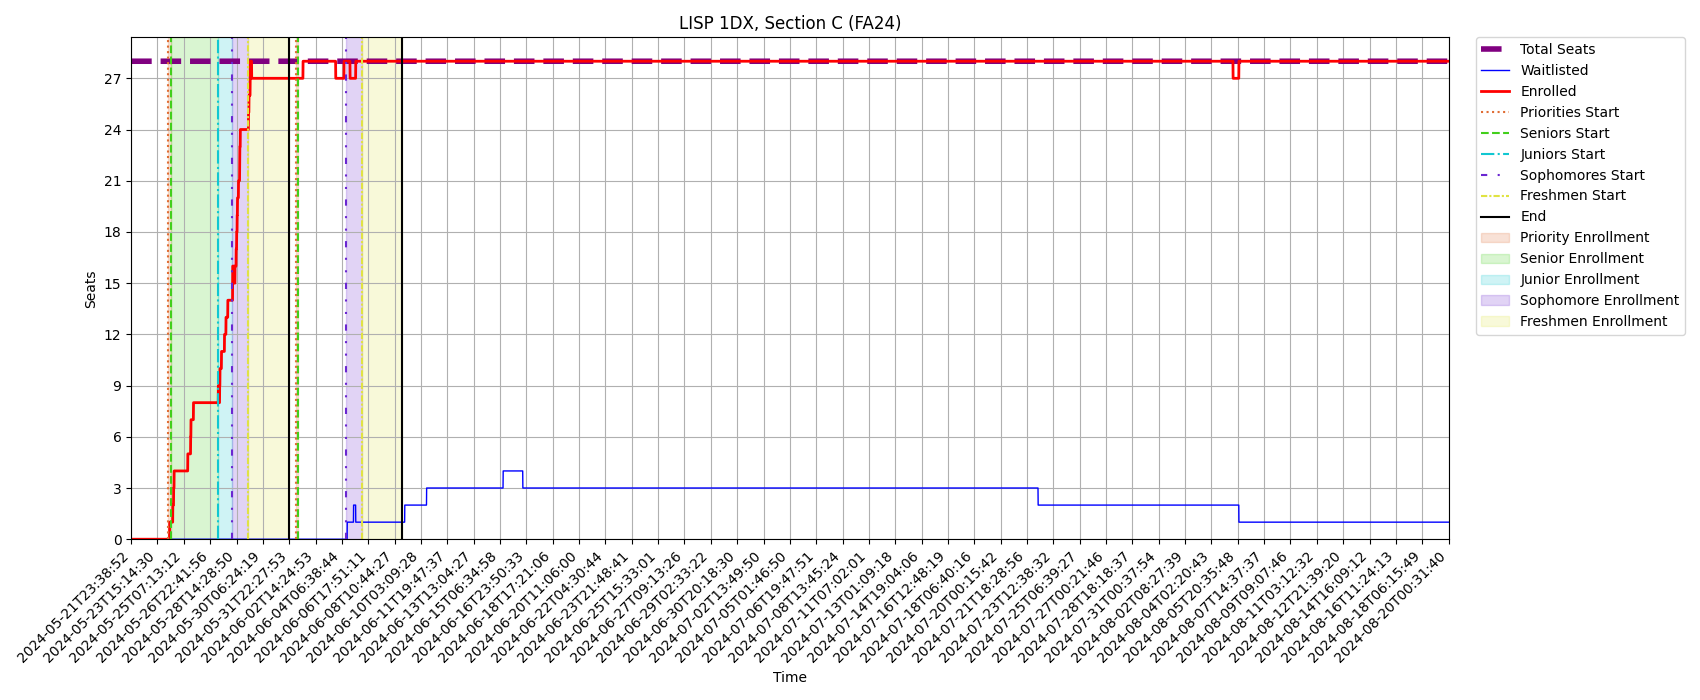 LISP 1DX, Section C (FA24)
Total Seats
Waitlisted
Enrolled
Priorities Start
Seniors Start
Juniors Start
Sophomores Start
Freshmen Start
End
Priority Enrollment
Senior Enrollment
Junior Enrollment
Sophomore Enrollment
Freshmen Enrollment
Seats
27
24
21
18
15
12
9
6
3
0
2024-05-21T23:38:52
2024-05-23T15:14:30
2024-05-25T07:13:12
2024-05-26T22:41:56
2024-05-28T14:28:50
2024-05-30T06:24:19
2024-05-31T22:27:53
2024-06-02T14:24:53
2024-06-04T06:38:44
2024-06-06T17:51:11
2024-06-08T10:44:27
2024-06-10T03:09:28
2024-06-11T19:47:37
2024-06-13T13:04:27
2024-06-15T06:34:58
2024-06-16T23:50:33
2024-06-18T17:21:06
2024-06-20T11:06:00
2024-06-22T04:30:44
2024-06-23T21:48:41
2024-06-25T15:33:01
2024-06-27T09:13:26
2024-06-29T02:33:22
2024-06-30T20:18:30
2024-07-02T13:49:50
2024-07-05T01:46:50
2024-07-06T19:47:51
2024-07-08T13:45:24
2024-07-11T07:02:01
2024-07-13T01:09:18
2024-07-14T19:04:06
2024-07-16T12:48:19
2024-07-18T06:40:16
2024-07-20T00:15:42
2024-07-21T18:28:56
2024-07-23T12:38:32
2024-07-25T06:39:27
2024-07-27T00:21:46
2024-07-28T18:18:37
2024-07-31T00:37:54
2024-08-02T08:27:39
2024-08-04T02:20:43
2024-08-05T20:35:48
2024-08-07T14:37:37
2024-08-09T09:07:46
2024-08-11T03:12:32
2024-08-12T21:39:20
2024-08-14T16:09:12
2024-08-16T11:24:13
2024-08-18T06:15:49
2024-08-20T00:31:40
Time